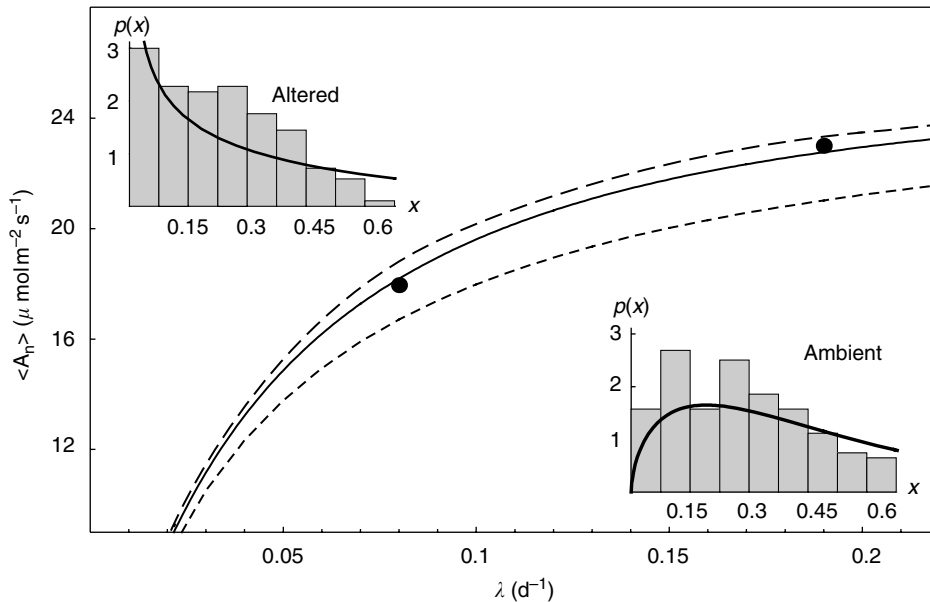 p(x)
3
2
1
Altered
0.15 0.3 0.45 0.6
x
24
20
16
12
<An> (μ molm−2 s−1)
p(x)
3
2
1
Ambient
0.15 0.3 0.45 0.6
x
0.05 0.1 0.15 0.2
λ (d−1)